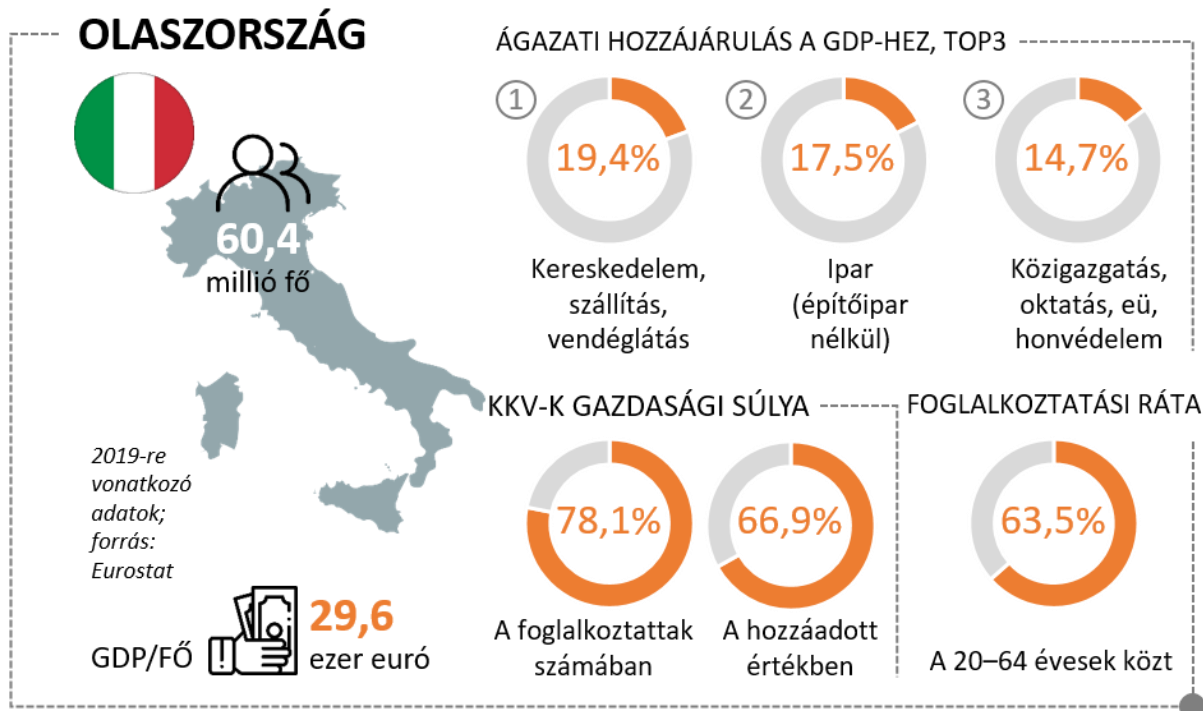 OLASZORSZÁG
60,4
millió fő
2019-re
vonatkozó
adatok;
forrás:
Eurostat
GDP/FŐ
29,6
ezer euró
ÁGAZATI HOZZÁJÁRULÁS A GDP-HEZ, TOP3
1
19,4%
Kereskedelem,
szállítás,
vendéglátás
2
17,5%
Ipar
(építőipar
nélkül)
3
14,7%
Közigazgatás,
oktatás, eü,
honvédelem
KKV-K GAZDASÁGI SÚLYA
78,1%
A foglalkoztattak
számában
66,9%
A hozzáadott
értékben
FOGLALKOZTATÁSI RÁTA
63,5%
A 20–64 évesek közt